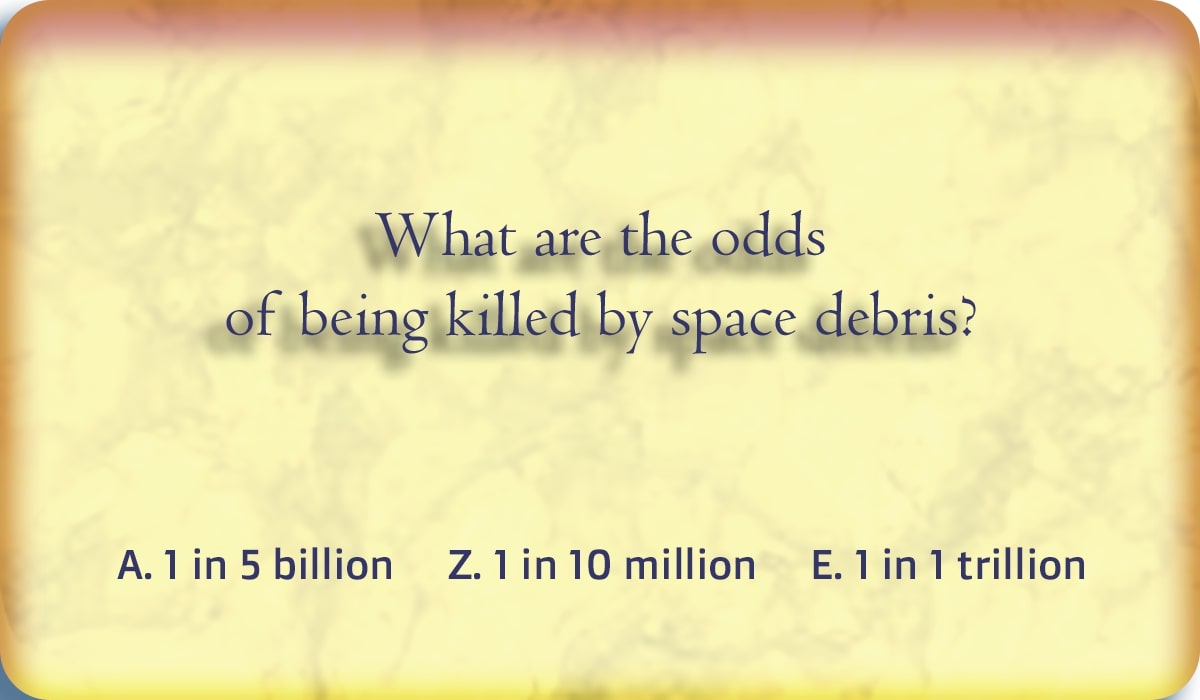 What are the odds
of being killed by space debris?
A. 1 in 5 billion Z. 1 in 10 million E. 1 in 1 trillion